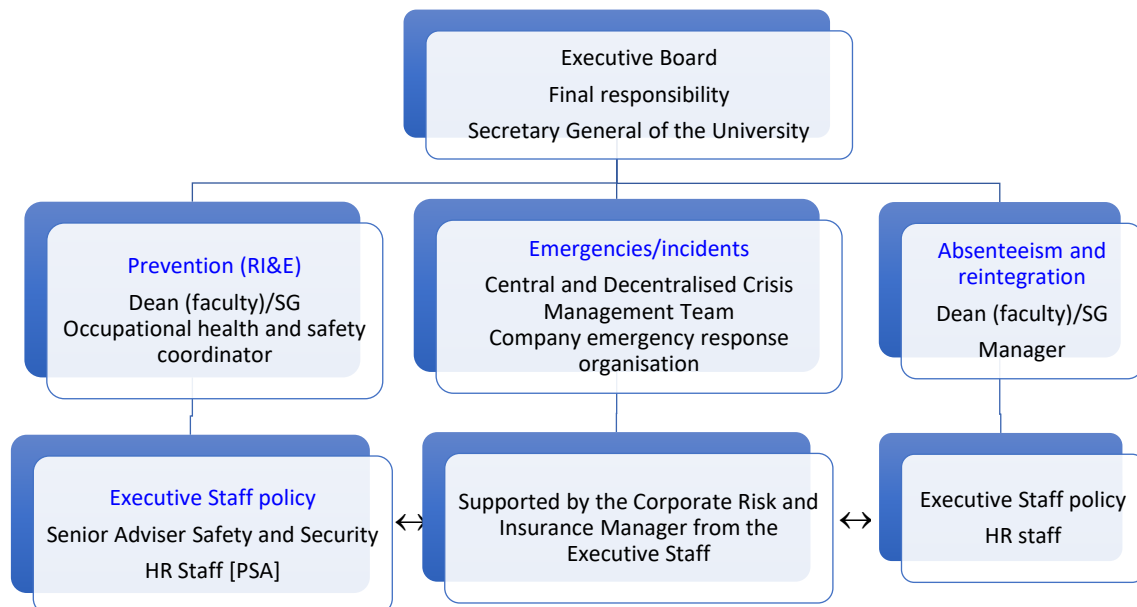 Executive Board
Final responsibility
Secretary General of the University
Prevention (RI&E)
Dean (faculty)/SG
Occupational health and safety
coordinator
Emergencies/incidents
Central and Decentralised Crisis
Management Team
Company emergency response
organisation
Absenteeism and
reintegration
Dean (faculty)/SG
Manager
Executive Staff policy
Senior Adviser Safety and Security
HR Staff [PSA]
Supported by the Corporate Risk and
Insurance Manager from the
Executive Staff
Executive Staff policy
HR staff